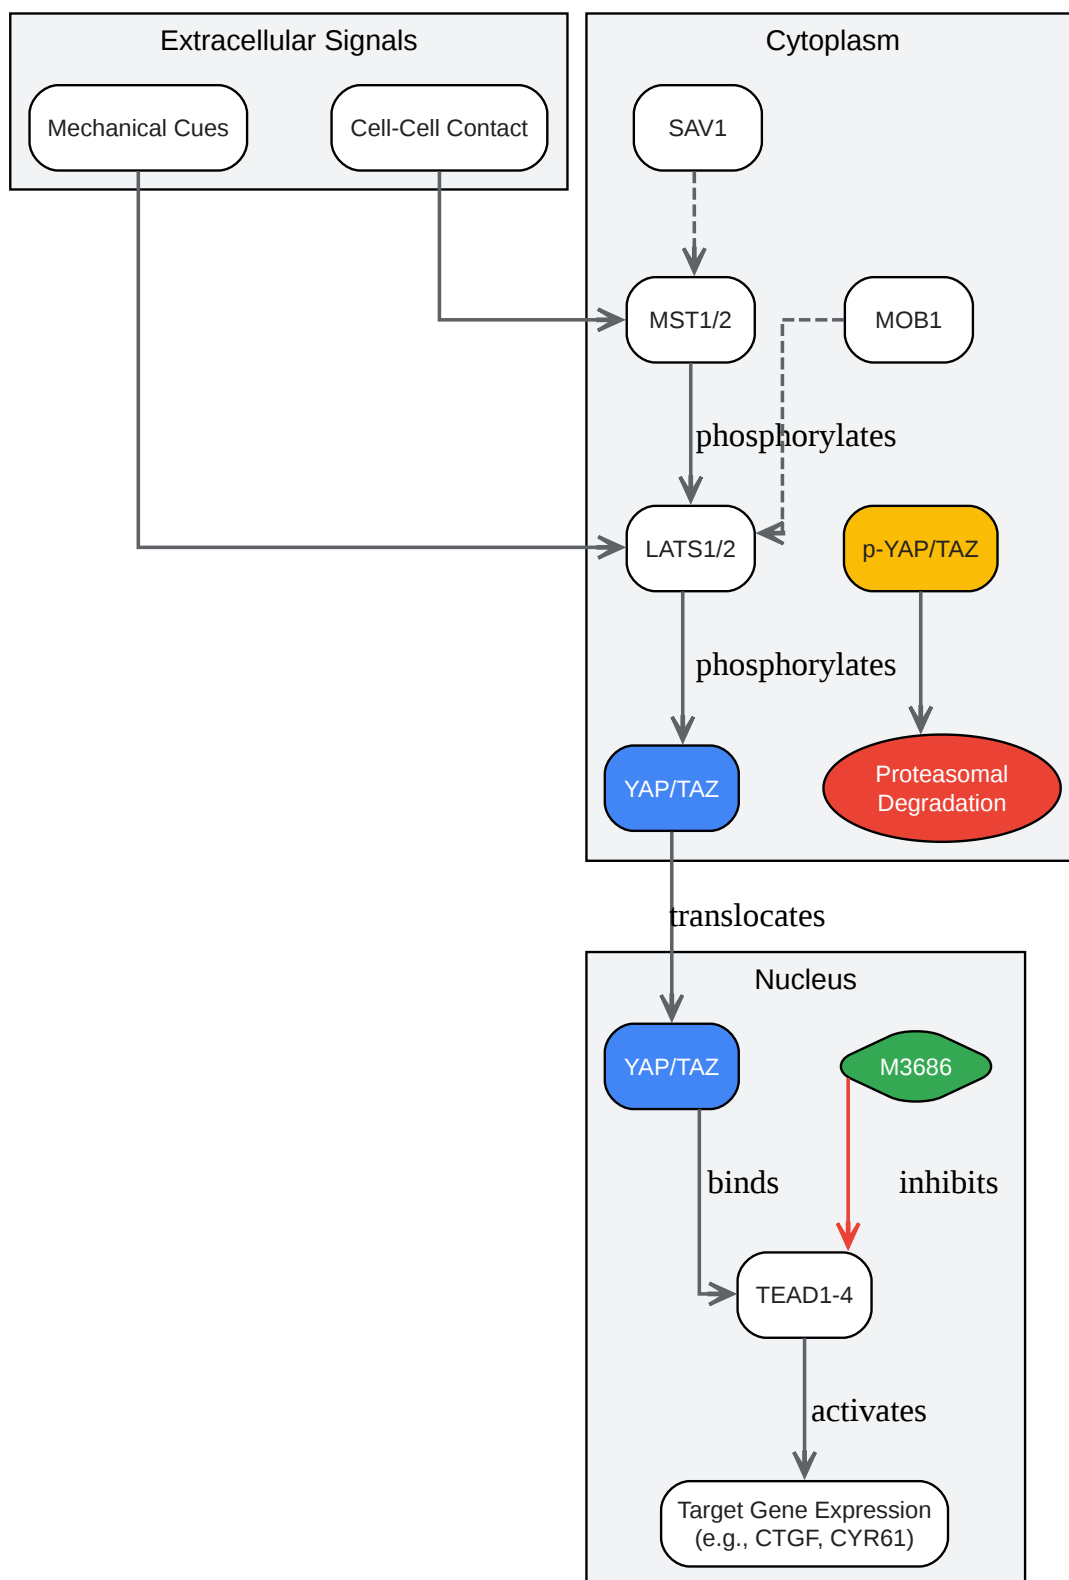 Extracellular Signals
Cytoplasm
Mechanical Cues
Cell-Cell Contact
SAV1
MST1/2
MOB1
phosphorylates
LATS1/2
p-YAP/TAZ
phosphorylates
YAP/TAZ
Proteasomal
Degradation
translocates
Nucleus
YAP/TAZ
M3686
binds
inhibits
TEAD1-4
activates
Target Gene Expression
(e.g., CTGF, CYR61)